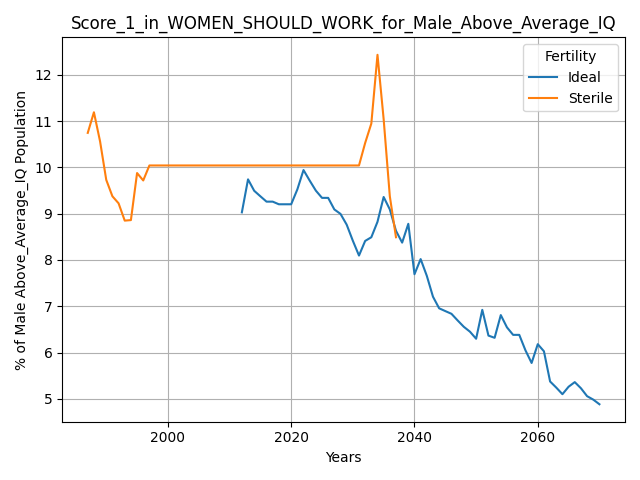 Score_1_in_WOMEN_SHOULD_WORK_for_Male_Above_Average_IQ
% of Male Above_Average_IQ Population
12
11
10
9
8
7
6
5
Fertility
Ideal
Sterile
2000
2020
2040
2060
Years